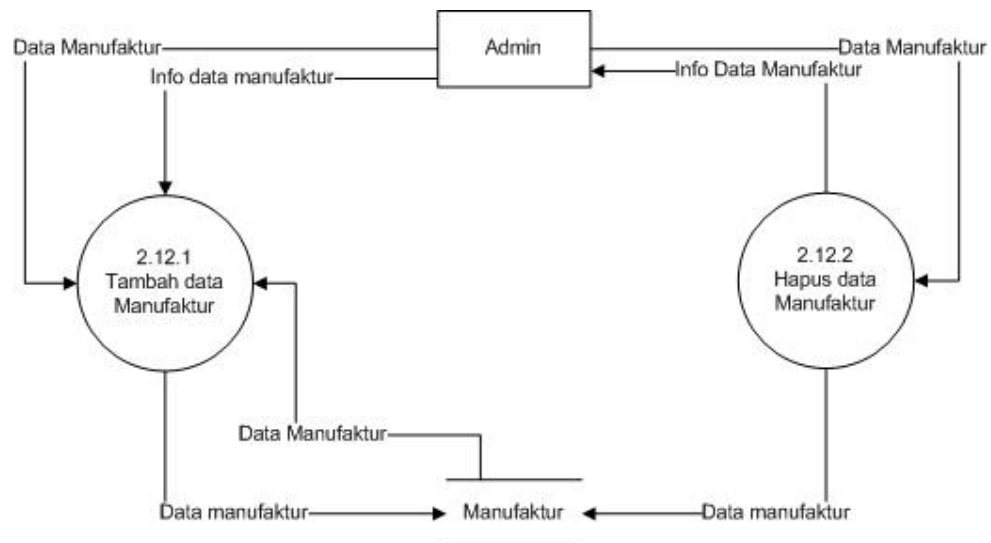 Data Manufaktur
Admin
Data Manufaktur
Info data manufaktur
Info Data Manufaktur
2.12.1
Tambah data
Manufaktur
2.12.2
Hapus data
Manufaktur
Data Manufaktur
Data manufaktur
Manufaktur
Data manufaktur